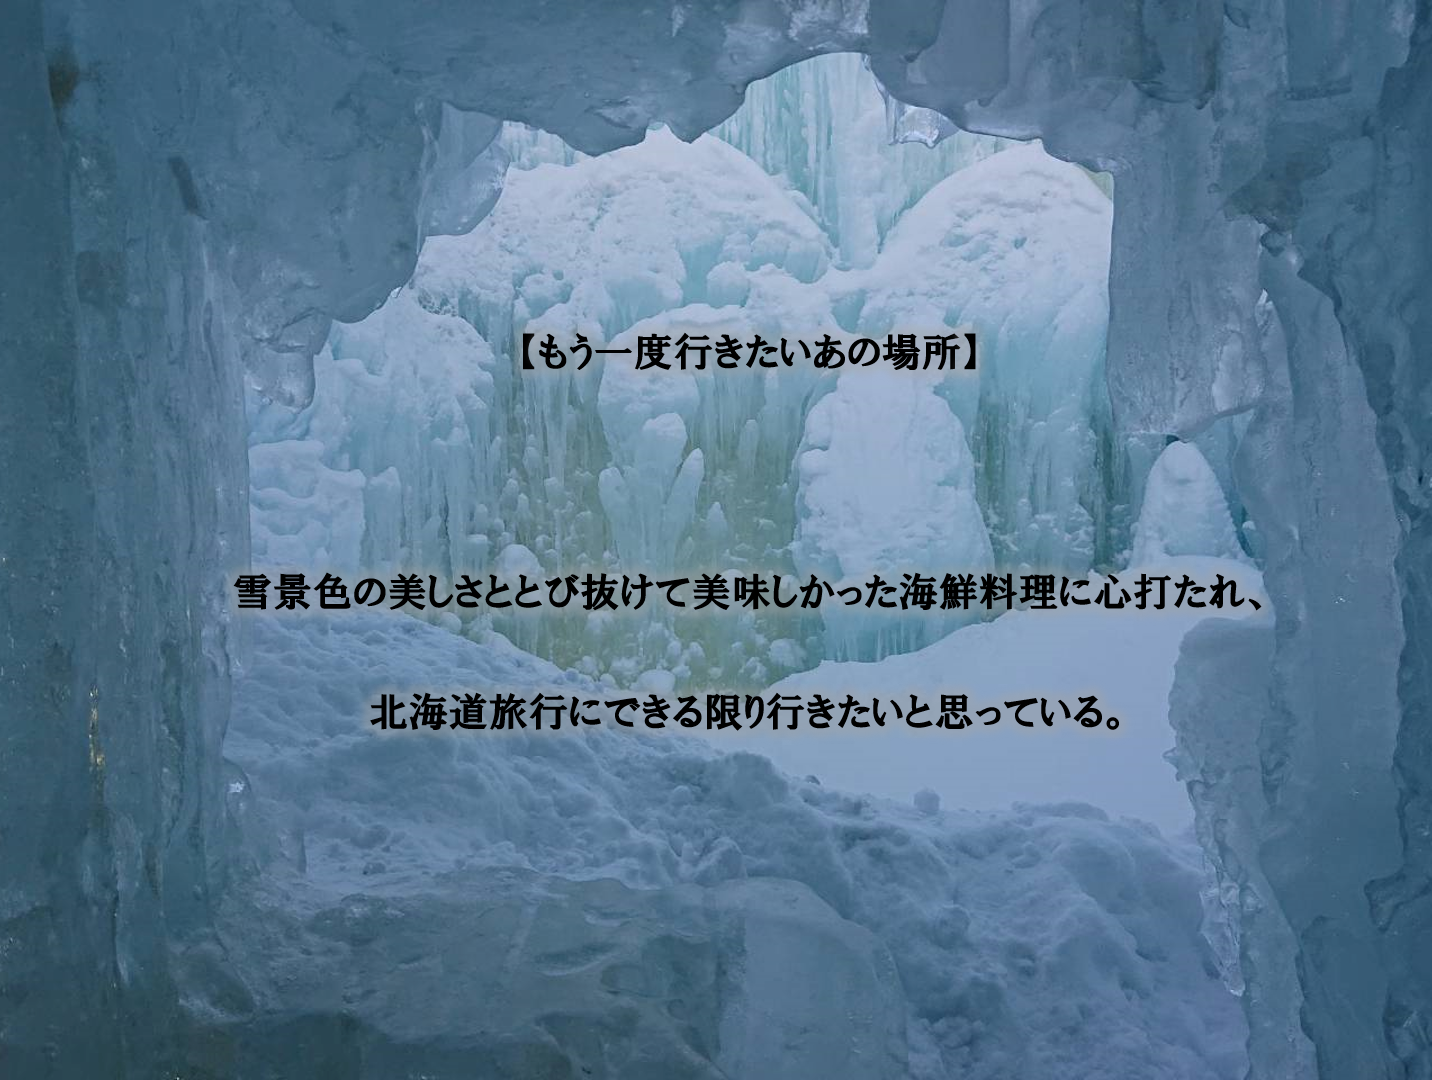 【もう一度行きたいあの場所】
雪景色の美しさととび抜けて美味しかった海鮮料理に心打たれ、
北海道旅行にできる限り行きたいと思っている。